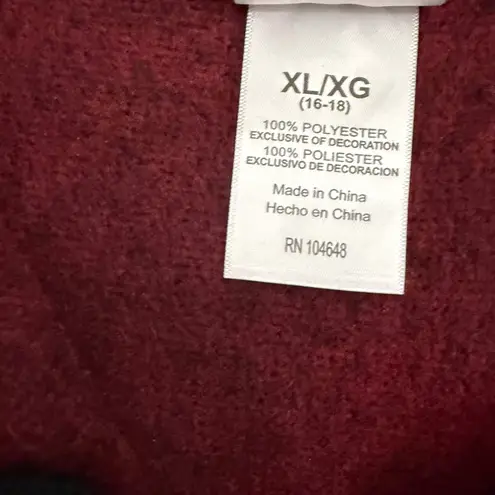 XL/XG
(16-18)
100% POLYESTER
EXCLUSIVE OF DECORATION
100% POLIESTER
EXCLUSIVO DE DECORACION
Made in China
Hecho en China
RN 104648